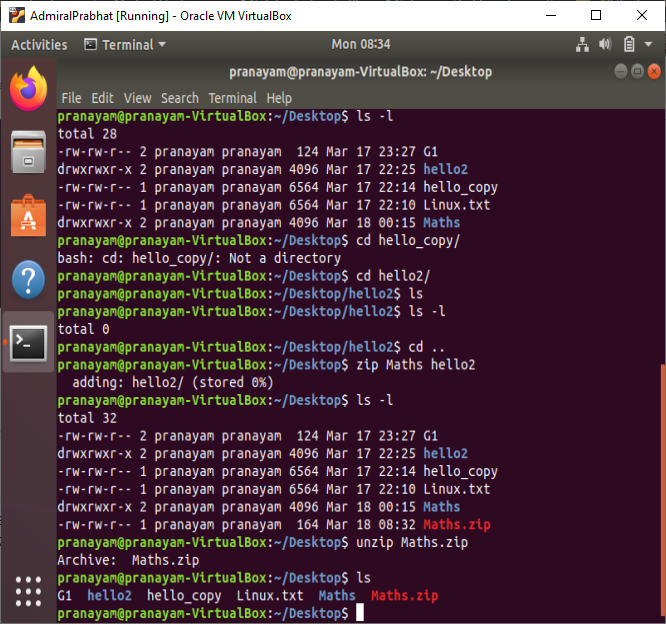 AdmiralPrabhat [Running] - Oracle VM VirtualBox
Activities Terminal Mon 08:34
pranayam@pranayam-VirtualBox: ~/Desktop
File Edit View Search Terminal Help
pranayam@pranayam-VirtualBox:~/Desktop$ ls -l
total 28
-rw-rw-r-- 2 pranayam pranayam  124 Mar 17 23:27 G1
drwxrwxr-x 2 pranayam pranayam 4096 Mar 17 22:25 hello2
-rw-rw-r-- 1 pranayam pranayam 6564 Mar 17 22:14 hello_copy
-rw-rw-r-- 1 pranayam pranayam 6564 Mar 17 22:10 Linux.txt
drwxrwxr-x 2 pranayam pranayam 4096 Mar 18 00:15 Maths
pranayam@pranayam-VirtualBox:~/Desktop$ cd hello_copy/
bash: cd: hello_copy/: Not a directory
pranayam@pranayam-VirtualBox:~/Desktop$ cd hello2/
pranayam@pranayam-VirtualBox:~/Desktop/hello2$ ls
pranayam@pranayam-VirtualBox:~/Desktop/hello2$ ls -l
total 0
pranayam@pranayam-VirtualBox:~/Desktop/hello2$ cd ..
pranayam@pranayam-VirtualBox:~/Desktop$ zip Maths hello2
  adding: hello2/ (stored 0%)
pranayam@pranayam-VirtualBox:~/Desktop$ ls -l
total 32
-rw-rw-r-- 2 pranayam pranayam  124 Mar 17 23:27 G1
drwxrwxr-x 2 pranayam pranayam 4096 Mar 17 22:25 hello2
-rw-rw-r-- 1 pranayam pranayam 6564 Mar 17 22:14 hello_copy
-rw-rw-r-- 1 pranayam pranayam 6564 Mar 17 22:10 Linux.txt
drwxrwxr-x 2 pranayam pranayam 4096 Mar 18 00:15 Maths
-rw-rw-r-- 1 pranayam pranayam  164 Mar 18 08:32 Maths.zip
pranayam@pranayam-VirtualBox:~/Desktop$ unzip Maths.zip
Archive:  Maths.zip
pranayam@pranayam-VirtualBox:~/Desktop$ ls
G1  hello2  hello_copy  Linux.txt  Maths  Maths.zip
pranayam@pranayam-VirtualBox:~/Desktop$